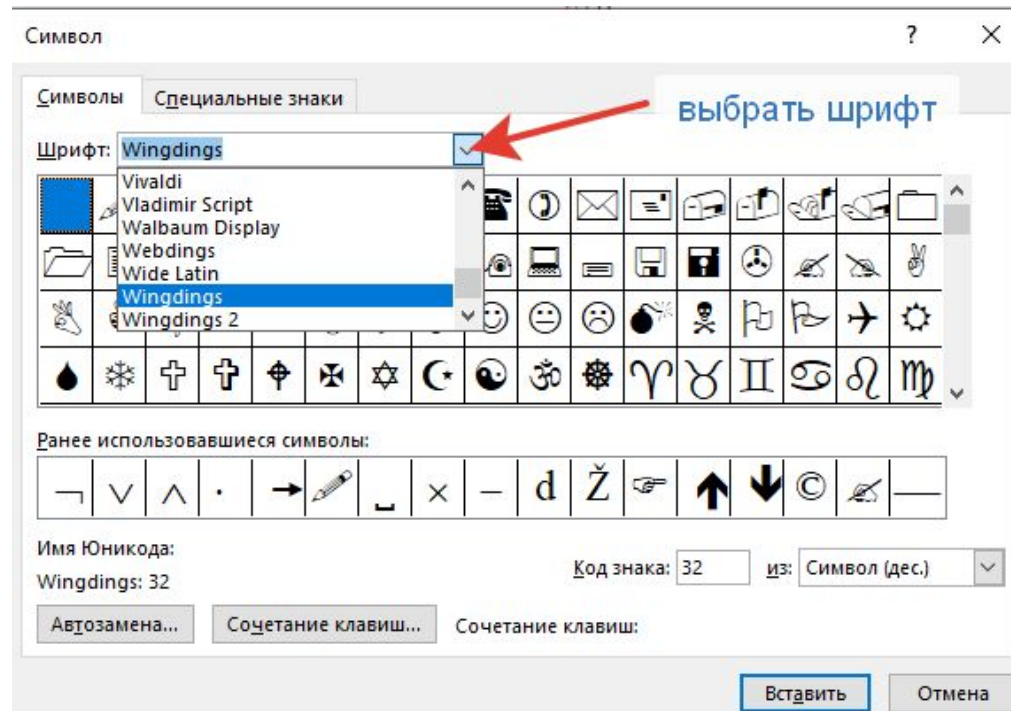 Символ
Символы Специальные знаки
выбрать шрифт
Шрифт: Wingdings
Vivaldi
Vladimir Script
Walbaum Display
Webdings
Wide Latin
Wingdings
Wingdings 2
Ранее использовавшиеся символы:
¬ ∨ ∧ · → ✏ ␣ × – d Ž ☞ 🡹 🡻 © ✍ —
Имя Юникода:
Wingdings: 32
Код знака: 32 из: Символ (дес.)
Автозамена... Сочетание клавиш... Сочетание клавиш:
Вставить Отмена